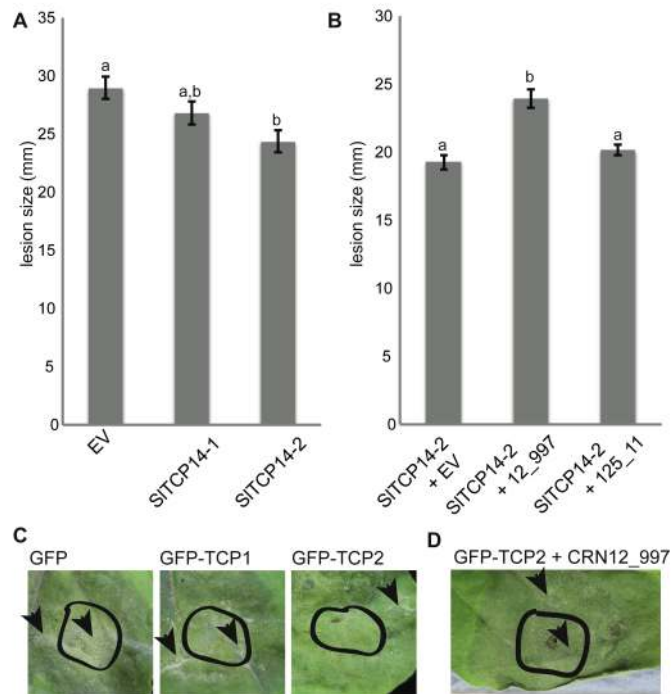 A
35
30
25
20
15
10
5
0
lesion size (mm)
a
a,b
b
EV
SlTCP14-1
SlTCP14-2
B
30
25
20
15
10
5
0
lesion size (mm)
a
b
a
SlTCP14-2
+ EV
SlTCP14-2
+ 12_997
SlTCP14-2
+ 125_11
C
GFP
GFP-TCP1
GFP-TCP2
D
GFP-TCP2 + CRN12_997